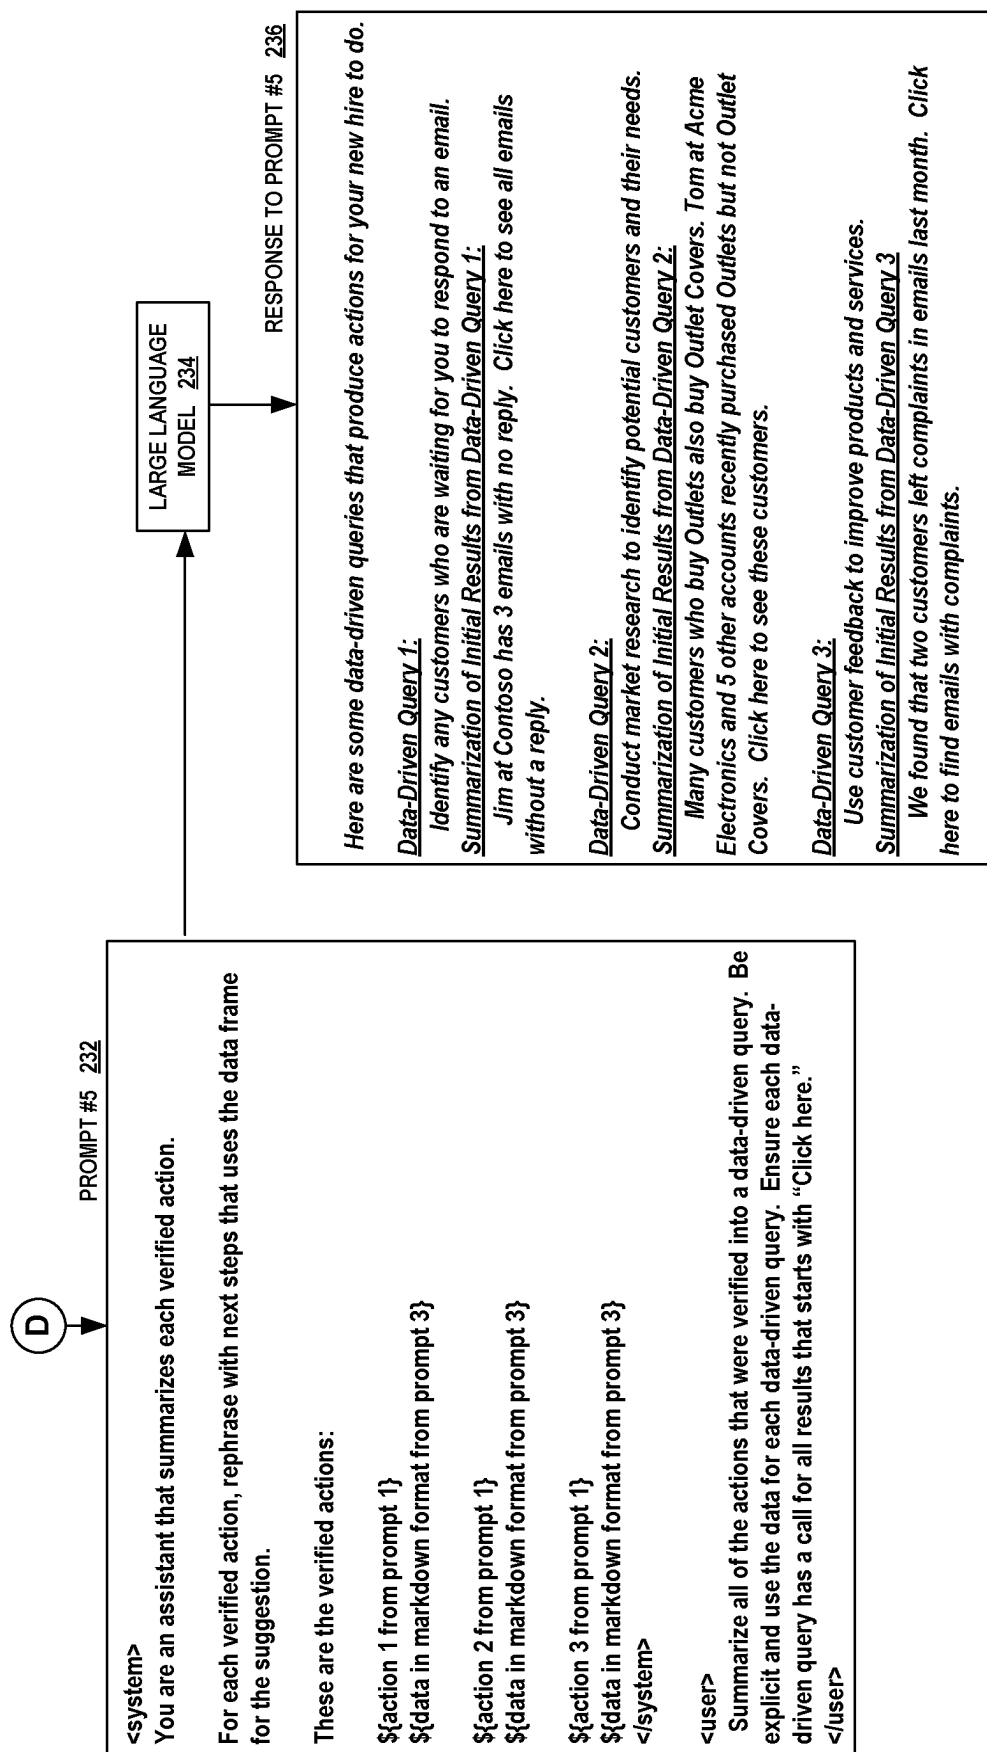 D
PROMPT #5 232
<system>
You are an assistant that summarizes each verified action.
For each verified action, rephrase with next steps that uses the data frame
for the suggestion.
These are the verified actions:
${action 1 from prompt 1}
${data in markdown format from prompt 3}
${action 2 from prompt 1}
${data in markdown format from prompt 3}
${action 3 from prompt 1}
${data in markdown format from prompt 3}
</system>
<user>
Summarize all of the actions that were verified into a data-driven query. Be
explicit and use the data for each data-driven query. Ensure each data-
driven query has a call for all results that starts with “Click here.”
</user>
LARGE LANGUAGE
MODEL 234
RESPONSE TO PROMPT #5 236
Here are some data-driven queries that produce actions for your new hire to do.
Data-Driven Query 1:
Identify any customers who are waiting for you to respond to an email.
Summarization of Initial Results from Data-Driven Query 1:
Jim at Contoso has 3 emails with no reply. Click here to see all emails
without a reply.
Data-Driven Query 2:
Conduct market research to identify potential customers and their needs.
Summarization of Initial Results from Data-Driven Query 2:
Many customers who buy Outlets also buy Outlet Covers. Tom at Acme
Electronics and 5 other accounts recently purchased Outlets but not Outlet
Covers. Click here to see these customers.
Data-Driven Query 3:
Use customer feedback to improve products and services.
Summarization of Initial Results from Data-Driven Query 3
We found that two customers left complaints in emails last month. Click
here to find emails with complaints.